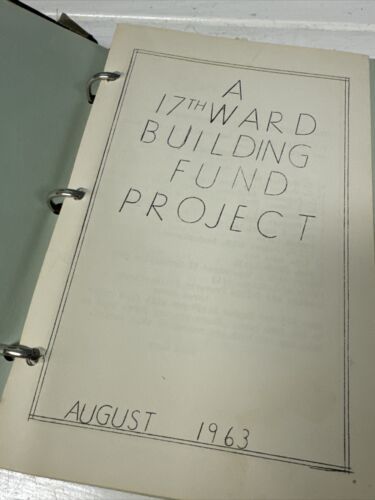 A
17TH WARD
BUILDING
FUND
PROJECT
AUGUST 1963